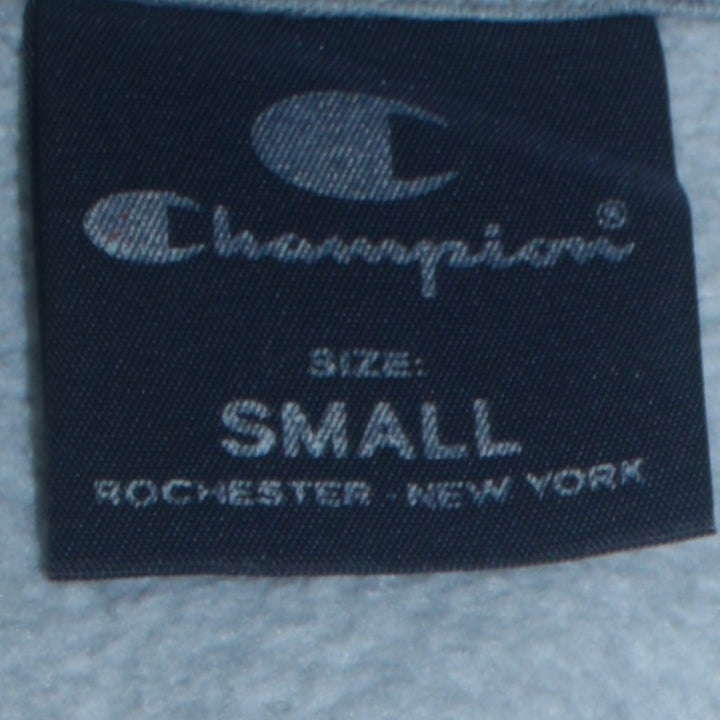 Champion®
SIZE:
SMALL
ROCHESTER - NEW YORK